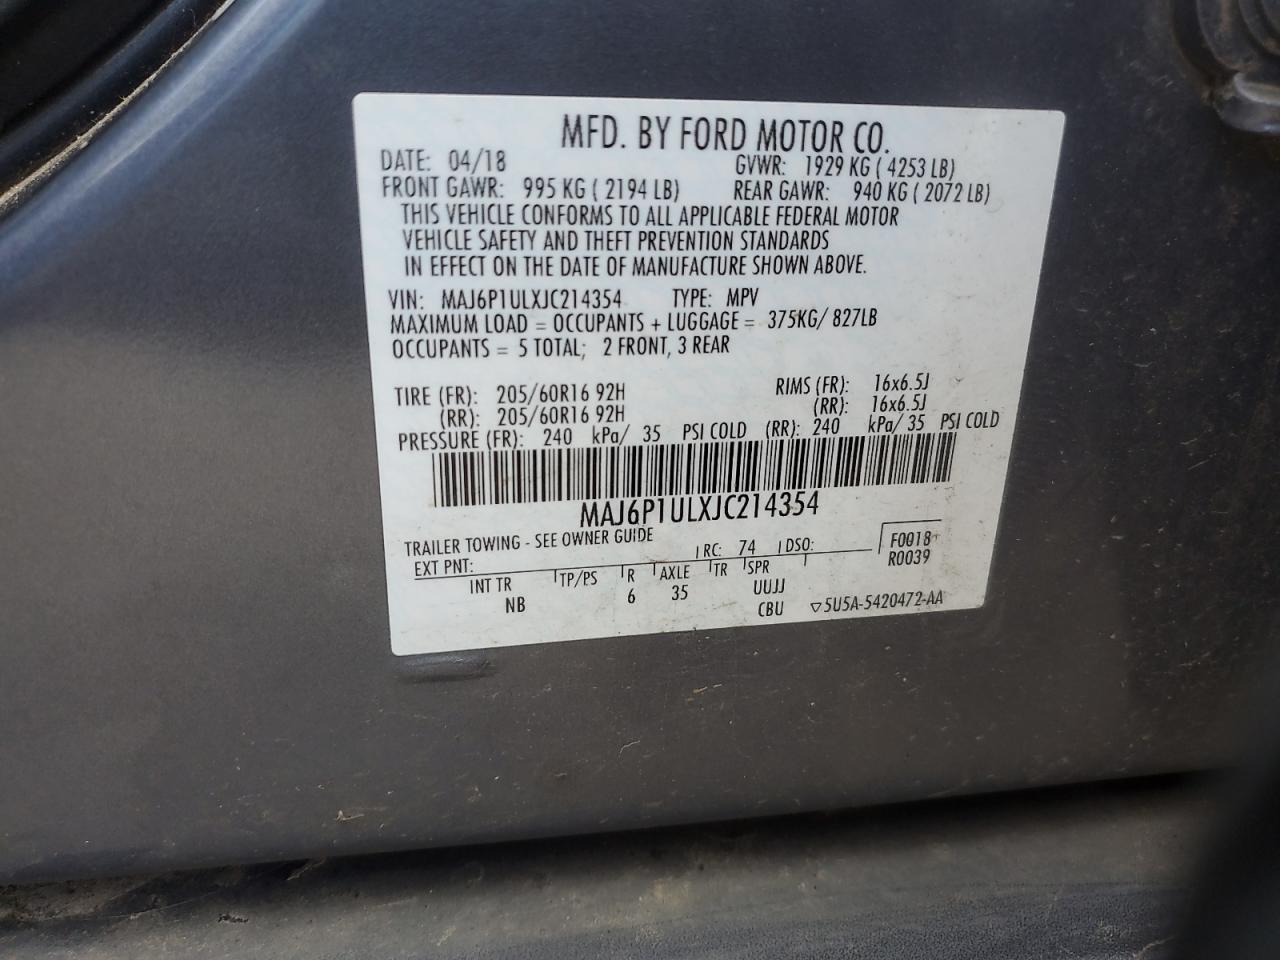 MFD. BY FORD MOTOR CO.
DATE: 04/18 GVWR: 1929 KG ( 4253 LB)
FRONT GAWR: 995 KG ( 2194 LB) REAR GAWR: 940 KG ( 2072 LB)
THIS VEHICLE CONFORMS TO ALL APPLICABLE FEDERAL MOTOR
VEHICLE SAFETY AND THEFT PREVENTION STANDARDS
IN EFFECT ON THE DATE OF MANUFACTURE SHOWN ABOVE.
VIN: MAJ6P1ULXJC214354 TYPE: MPV
MAXIMUM LOAD = OCCUPANTS + LUGGAGE = 375KG/ 827LB
OCCUPANTS = 5 TOTAL; 2 FRONT, 3 REAR
TIRE (FR): 205/60R16 92H RIMS (FR): 16x6.5J
(RR): 205/60R16 92H (RR): 16x6.5J
PRESSURE (FR): 240 kPa/ 35 PSI COLD (RR): 240 kPa/ 35 PSI COLD
MAJ6P1ULXJC214354
TRAILER TOWING - SEE OWNER GUIDE
EXT PNT: RC: 74 DSO: F0018
R0039
INT TR TP/PS R AXLE TR SPR
NB 6 35 UUJJ
CBU ▽5U5A-5420472-AA